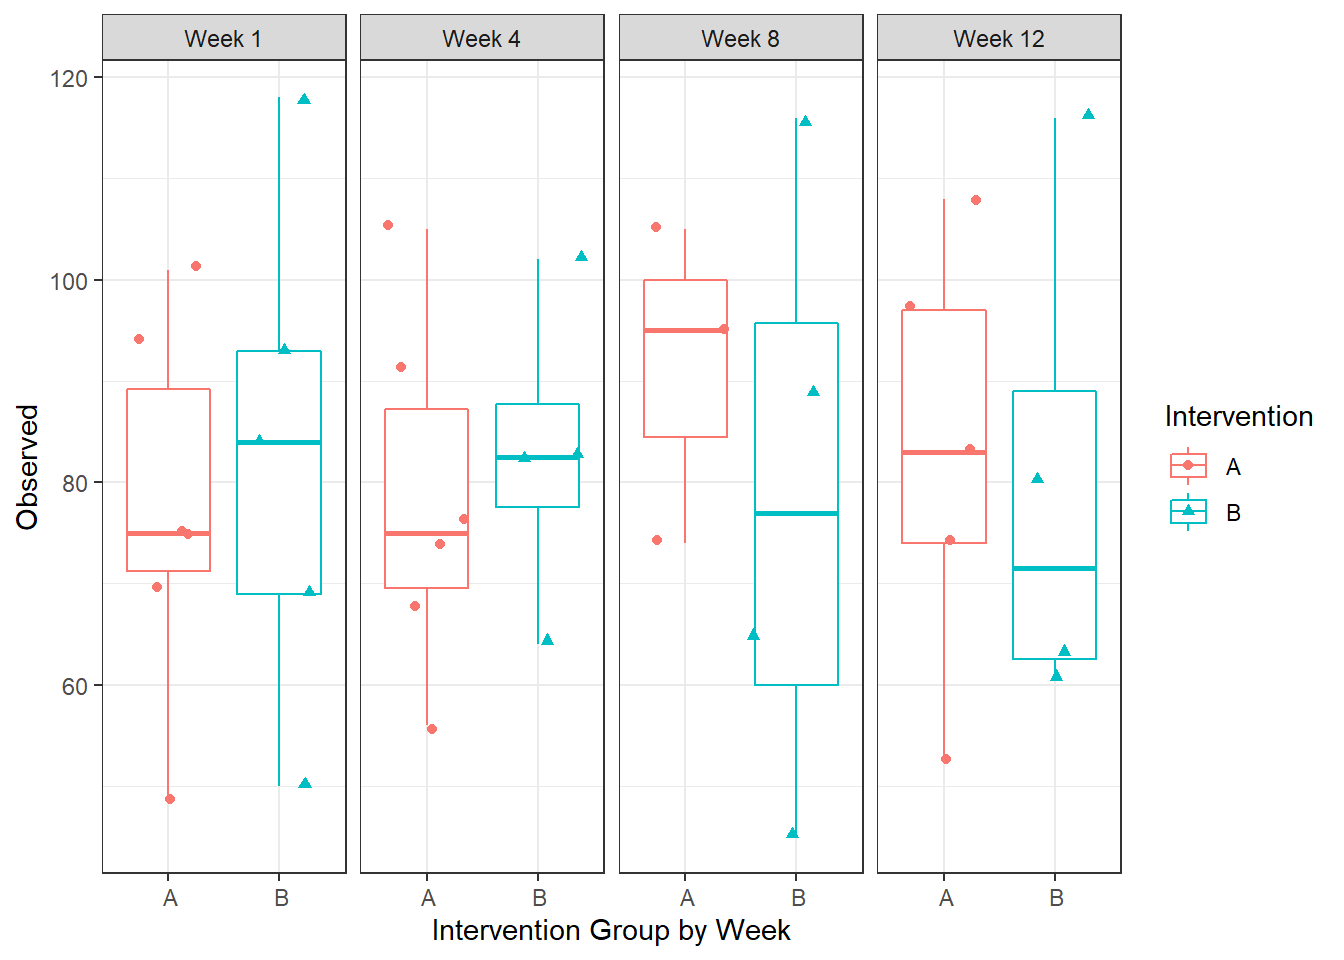 Week 1 Week 4 Week 8 Week 12
120
100
80
60
Observed
A B A B A B A B
Intervention Group by Week
Intervention
A
B